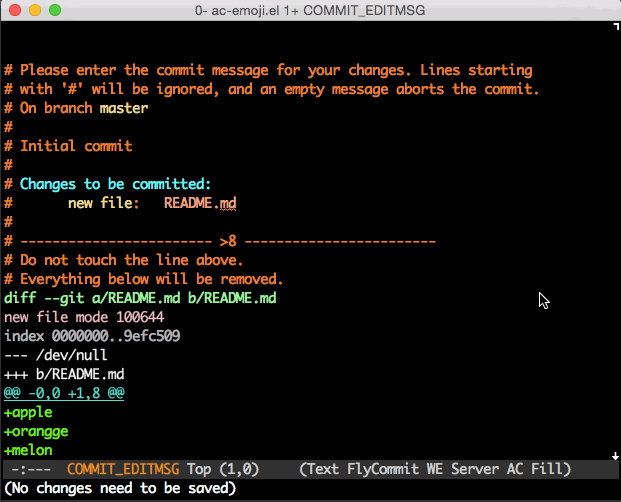 0- ac-emoji.el 1+ COMMIT_EDITMSG
# Please enter the commit message for your changes. Lines starting
# with '#' will be ignored, and an empty message aborts the commit.
# On branch master
#
# Initial commit
#
# Changes to be committed:
#       new file:   README.md
#
# ------------------------ >8 ------------------------
# Do not touch the line above.
# Everything below will be removed.
diff --git a/README.md b/README.md
new file mode 100644
index 0000000..9efc509
--- /dev/null
+++ b/README.md
@@ -0,0 +1,8 @@
+apple
+orangge
+melon
-:---  COMMIT_EDITMSG Top (1,0)     (Text FlyCommit WE Server AC Fill)
(No changes need to be saved)